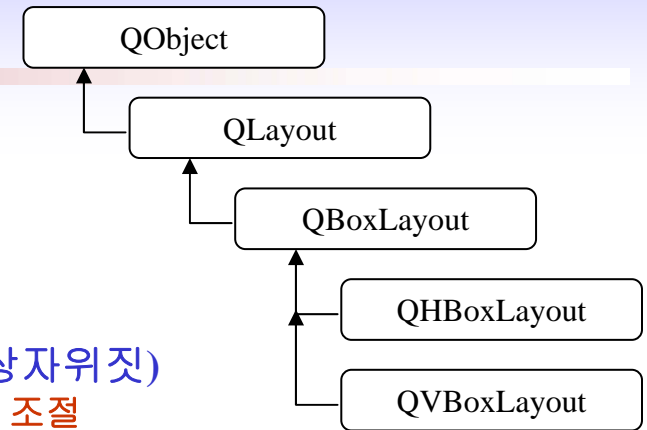 QObject
QLayout
QBoxLayout
QHBoxLayout
상자위짓)
조절
QVBoxLayout